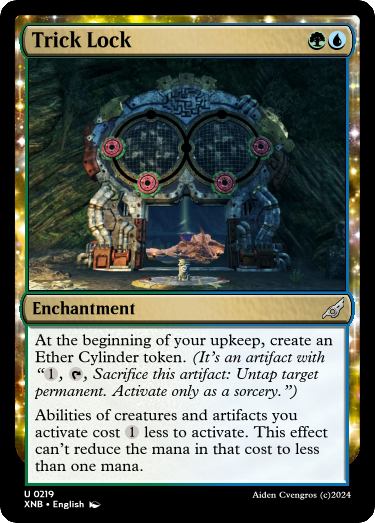 Trick Lock
Enchantment
At the beginning of your upkeep, create an
Ether Cylinder token. (It's an artifact with
“1, T, Sacrifice this artifact: Untap target
permanent. Activate only as a sorcery.”)
Abilities of creatures and artifacts you
activate cost 1 less to activate. This effect
can't reduce the mana in that cost to less
than one mana.
U 0219
XNB • English
Aiden Cvengros (c)2024